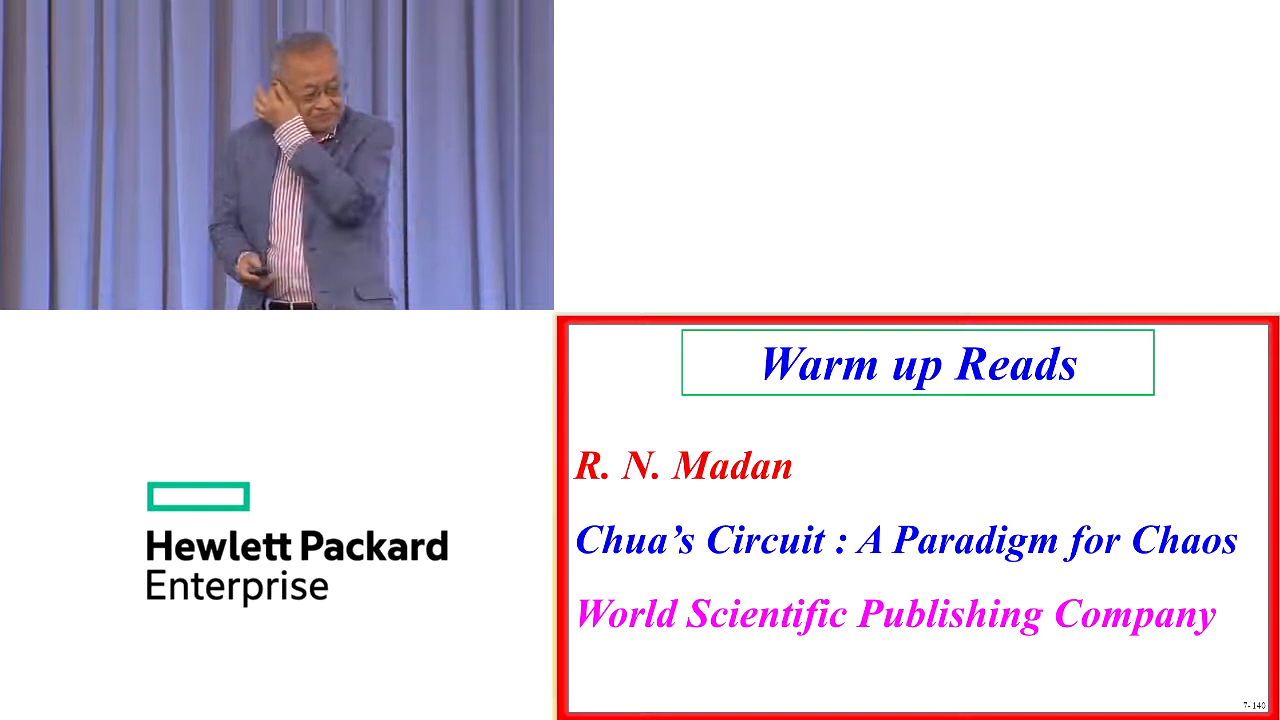 Hewlett Packard
Enterprise
Warm up Reads
R. N. Madan
Chua's Circuit : A Paradigm for Chaos
World Scientific Publishing Company
7- 140